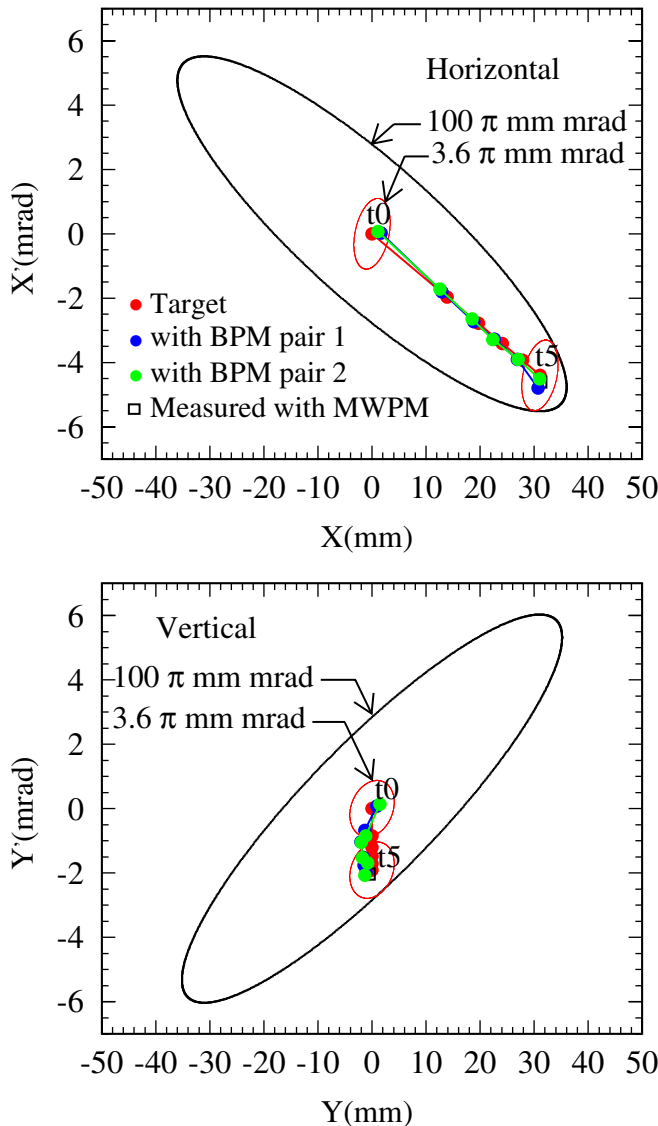 6
4
2
0
-2
-4
-6
X'(mrad)
Horizontal
100 π mm mrad
3.6 π mm mrad
t0
t5
Target
with BPM pair 1
with BPM pair 2
Measured with MWPM
-50 -40 -30 -20 -10 0 10 20 30 40 50
X(mm)
6
4
2
0
-2
-4
-6
Y'(mrad)
Vertical
100 π mm mrad
3.6 π mm mrad
t0
t5
-50 -40 -30 -20 -10 0 10 20 30 40 50
Y(mm)